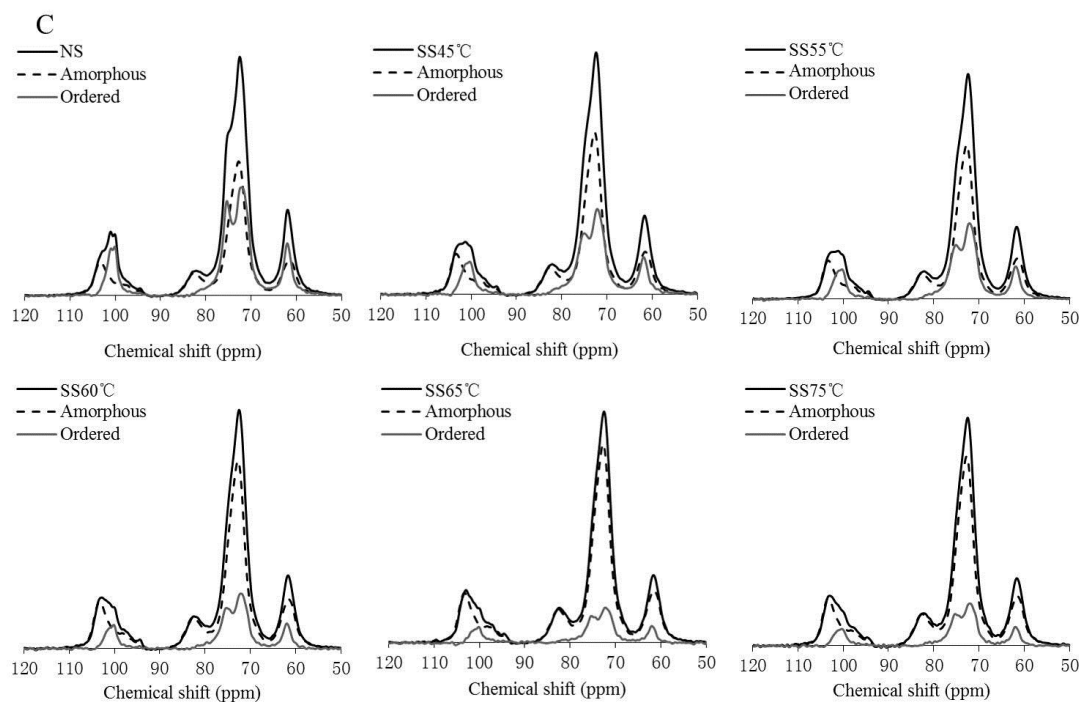 C
NS
Amorphous
Ordered
120 110 100 90 80 70 60 50
Chemical shift (ppm)
SS45℃
Amorphous
Ordered
120 110 100 90 80 70 60 50
Chemical shift (ppm)
SS55℃
Amorphous
Ordered
120 110 100 90 80 70 60 50
Chemical shift (ppm)
SS60℃
Amorphous
Ordered
120 110 100 90 80 70 60 50
Chemical shift (ppm)
SS65℃
Amorphous
Ordered
120 110 100 90 80 70 60 50
Chemical shift (ppm)
SS75℃
Amorphous
Ordered
120 110 100 90 80 70 60 50
Chemical shift (ppm)